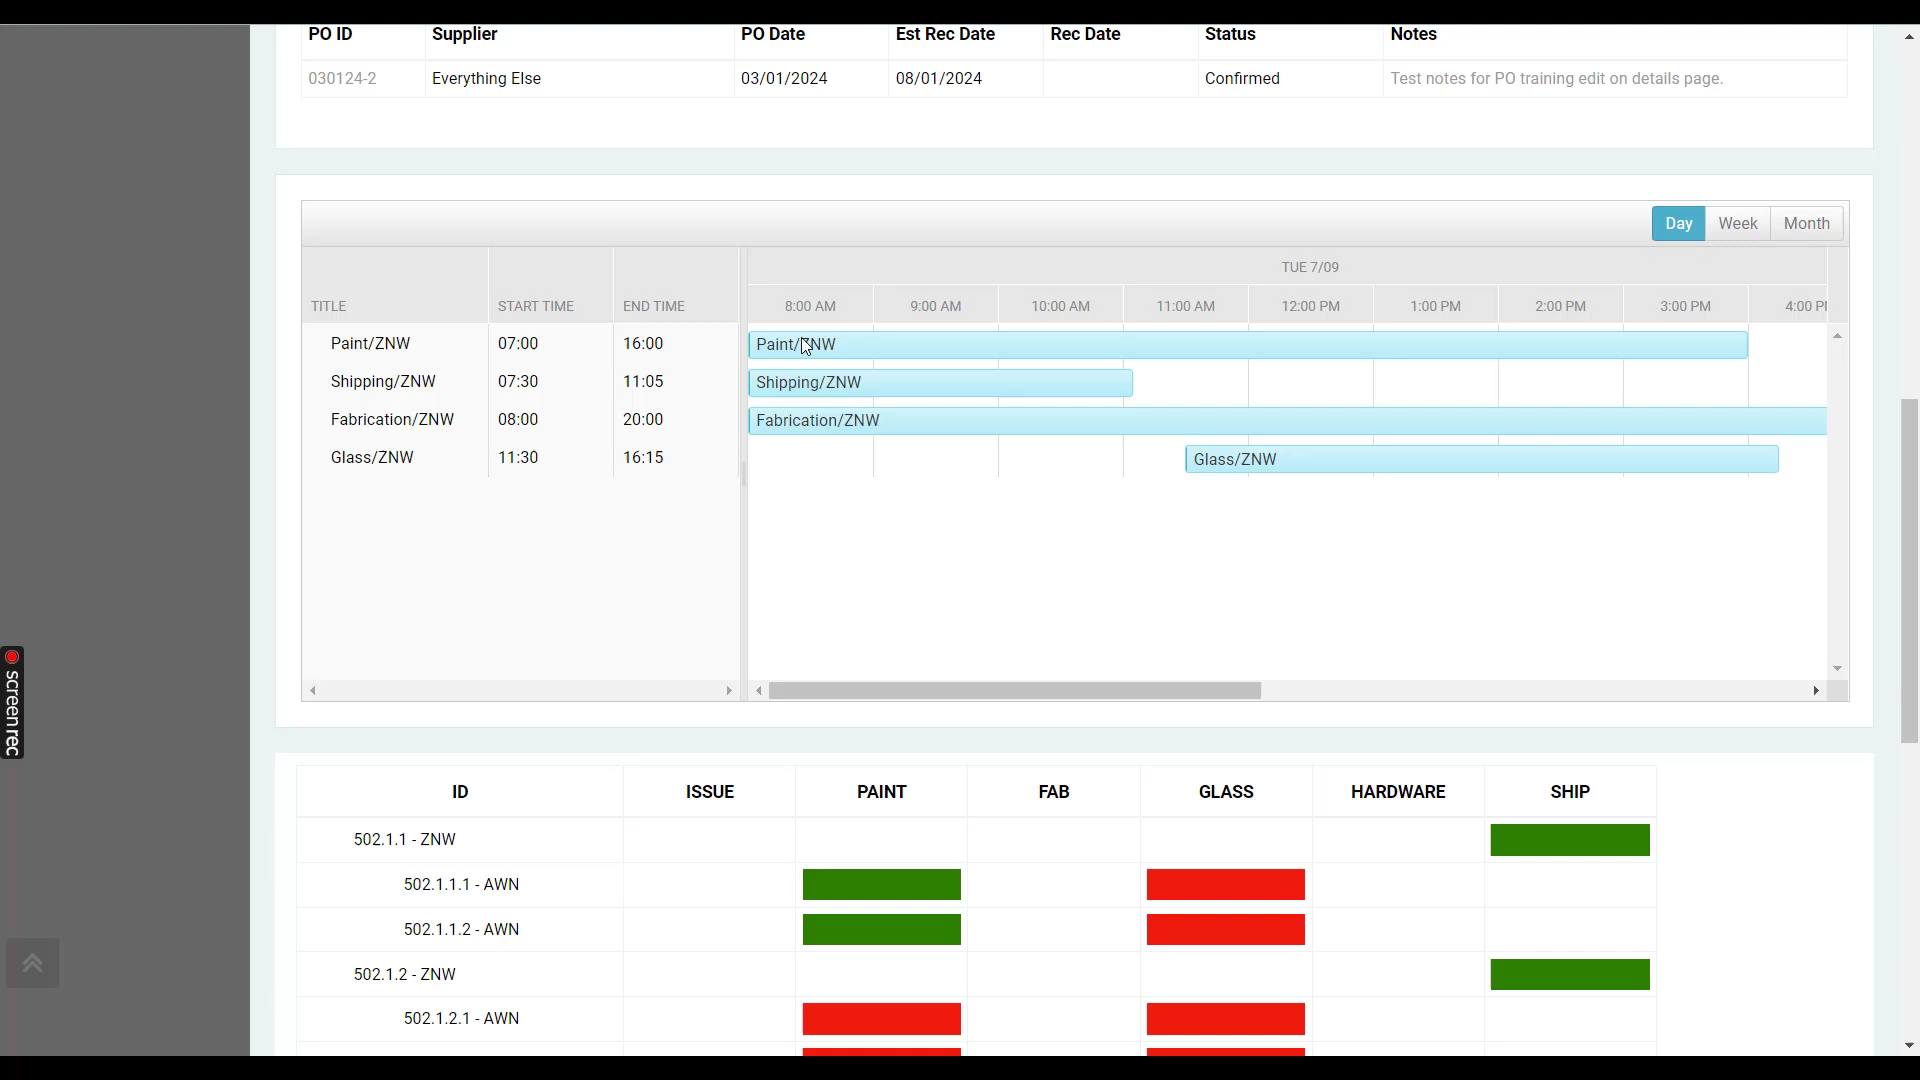 PO ID Supplier PO Date Est Rec Date Rec Date Status Notes
030124-2 Everything Else 03/01/2024 08/01/2024 Confirmed Test notes for PO training edit on details page.
Day Week Month
TUE 7/09
TITLE START TIME END TIME 8:00 AM 9:00 AM 10:00 AM 11:00 AM 12:00 PM 1:00 PM 2:00 PM 3:00 PM 4:00 P
Paint/ZNW 07:00 16:00 Paint/ZNW
Shipping/ZNW 07:30 11:05 Shipping/ZNW
Fabrication/ZNW 08:00 20:00 Fabrication/ZNW
Glass/ZNW 11:30 16:15 Glass/ZNW
screenrec
ID ISSUE PAINT FAB GLASS HARDWARE SHIP
502.1.1 - ZNW
502.1.1.1 - AWN
502.1.1.2 - AWN
502.1.2 - ZNW
502.1.2.1 - AWN